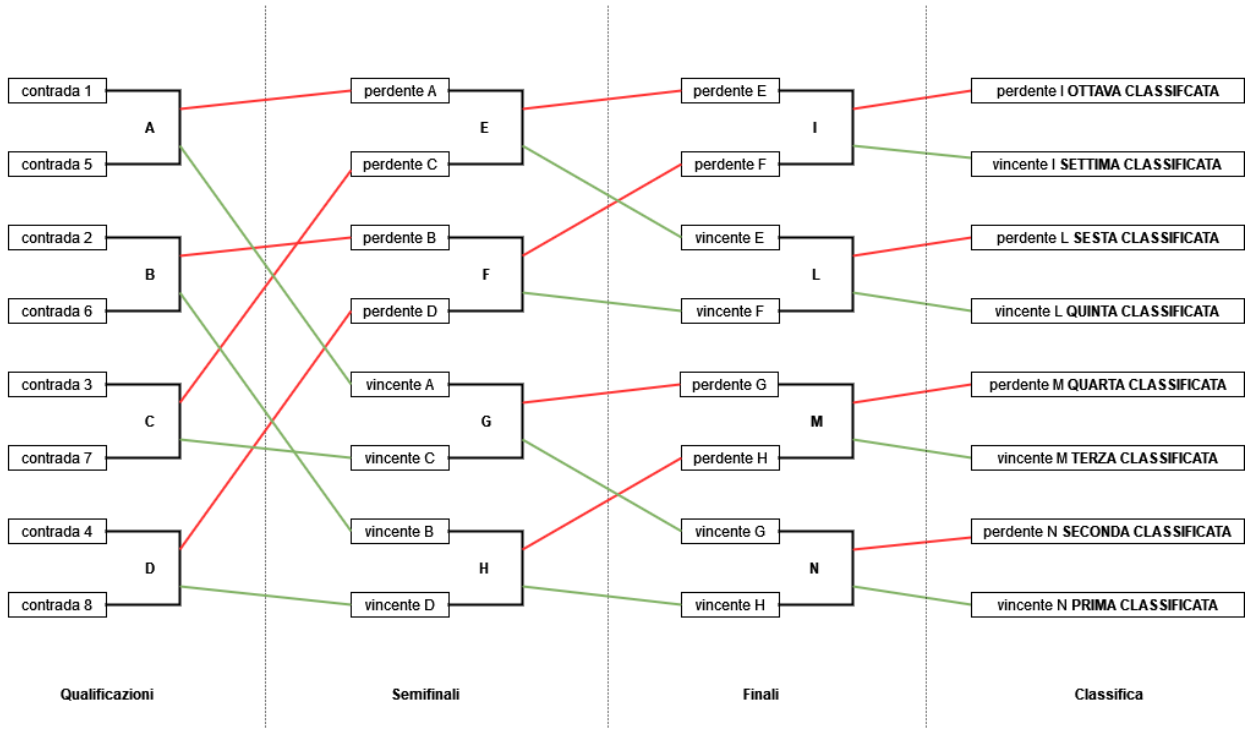 contrada 1
A
contrada 5
contrada 2
B
contrada 6
contrada 3
C
contrada 7
contrada 4
D
contrada 8
Qualificazioni
perdente A
E
perdente C
perdente B
F
perdente D
vincente A
G
vincente C
vincente B
H
vincente D
Semifinali
perdente E
I
perdente F
vincente E
L
vincente F
perdente G
M
perdente H
vincente G
N
vincente H
Finali
perdente I OTTAVA CLASSIFCATA
vincente I SETTIMA CLASSIFICATA
perdente L SESTA CLASSIFICATA
vincente L QUINTA CLASSIFICATA
perdente M QUARTA CLASSIFICATA
vincente M TERZA CLASSIFICATA
perdente N SECONDA CLASSIFICATA
vincente N PRIMA CLASSIFICATA
Classifica